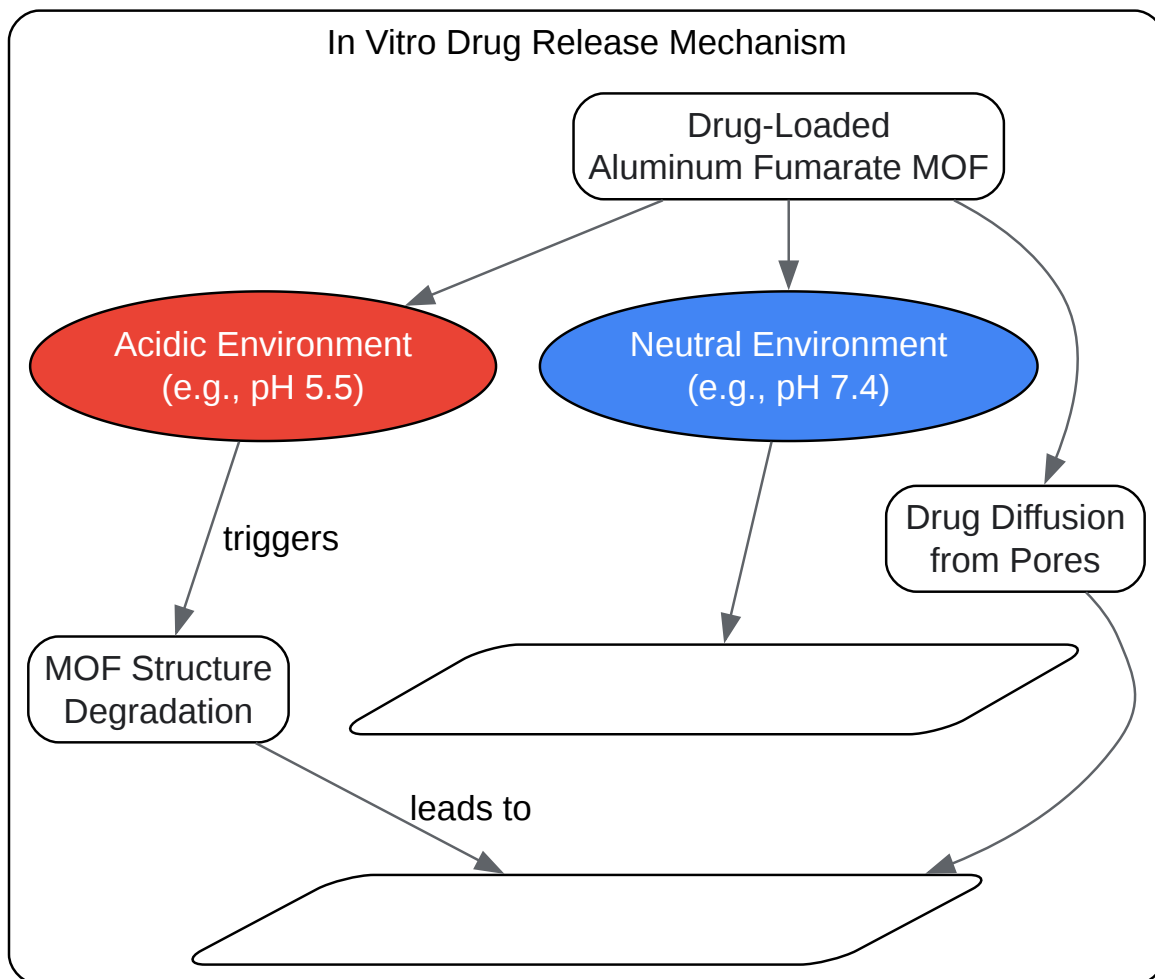 In Vitro Drug Release Mechanism
Drug-Loaded
Aluminum Fumarate MOF
Acidic Environment
(e.g., pH 5.5)
Neutral Environment
(e.g., pH 7.4)
Drug Diffusion
from Pores
triggers
MOF Structure
Degradation
leads to